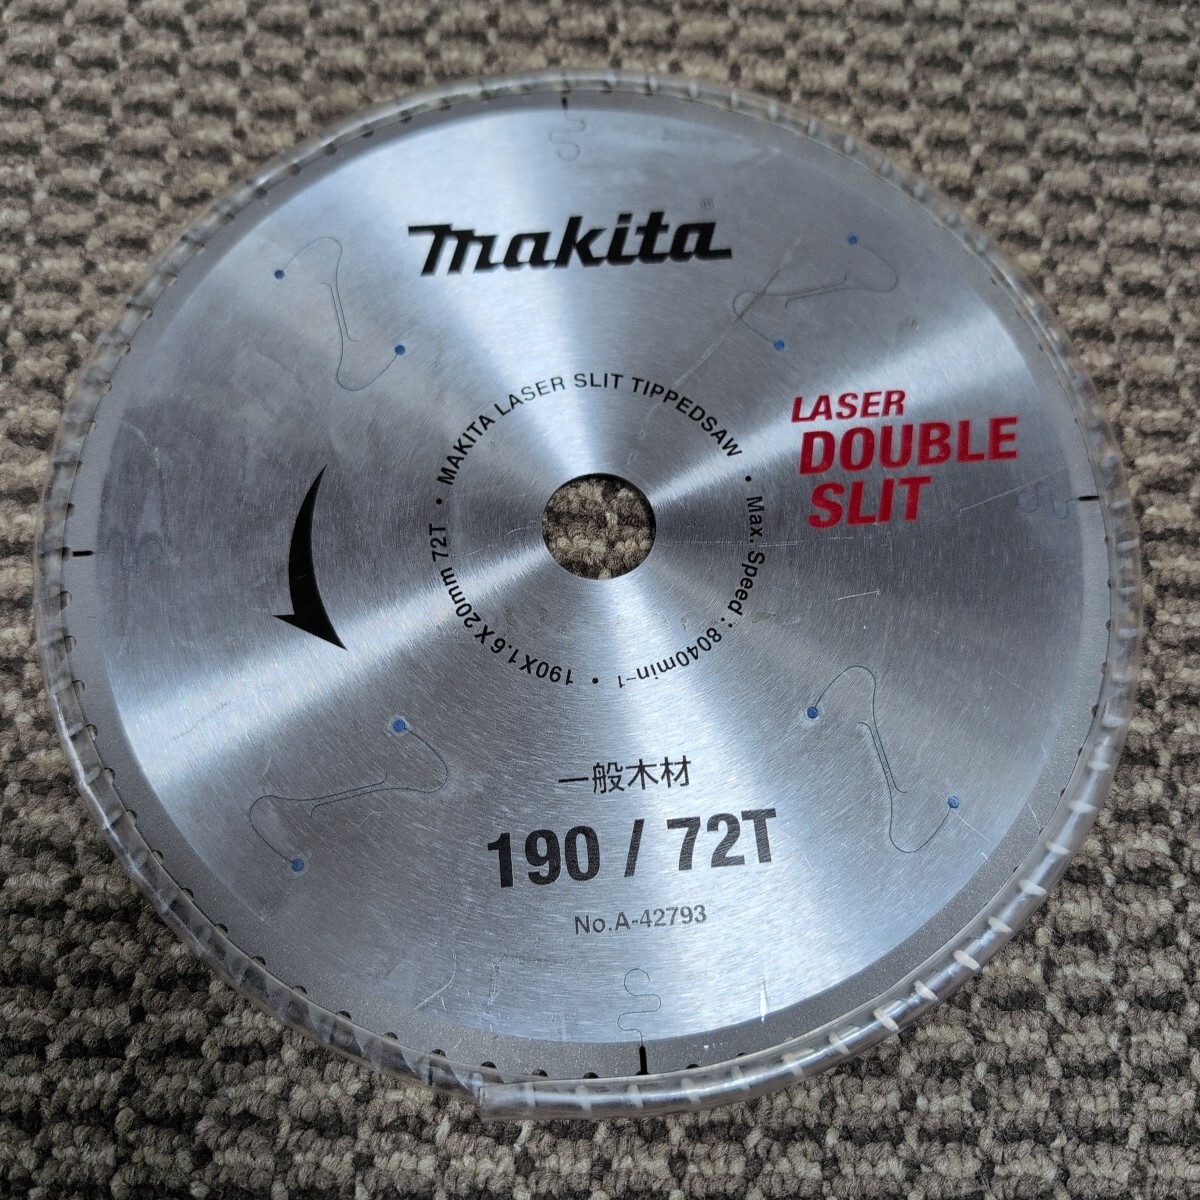 makita®
LASER
DOUBLE
SLIT
• MAKITA LASER SLIT TIPPEDSAW
• Max. Speed : 8040min⁻¹
• 190X1.6X20mm 72T
一般木材
190 / 72T
No.A-42793